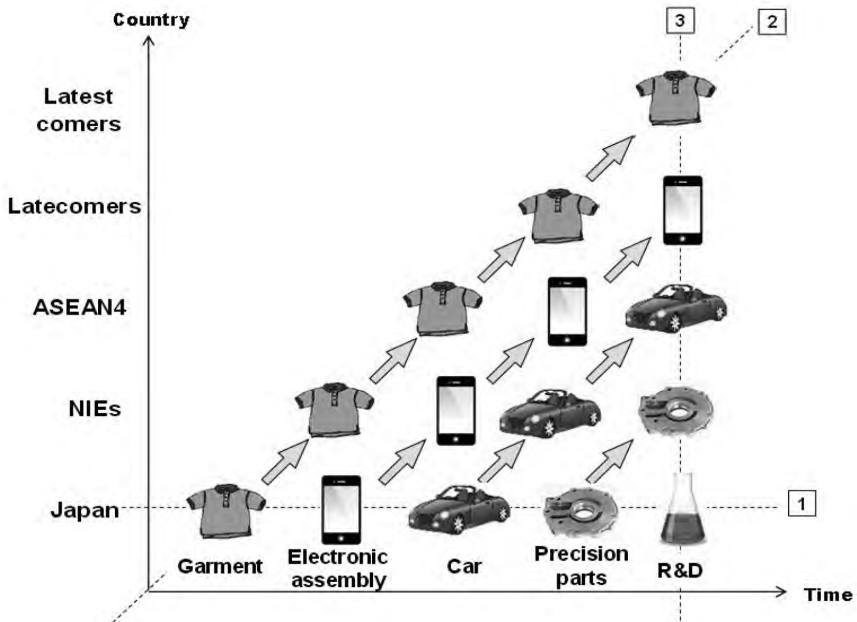 Country
3
2
Latest
comers
Latecomers
ASEAN4
NIEs
Japan
1
Garment
Electronic
assembly
Car
Precision
parts
R&D
Time